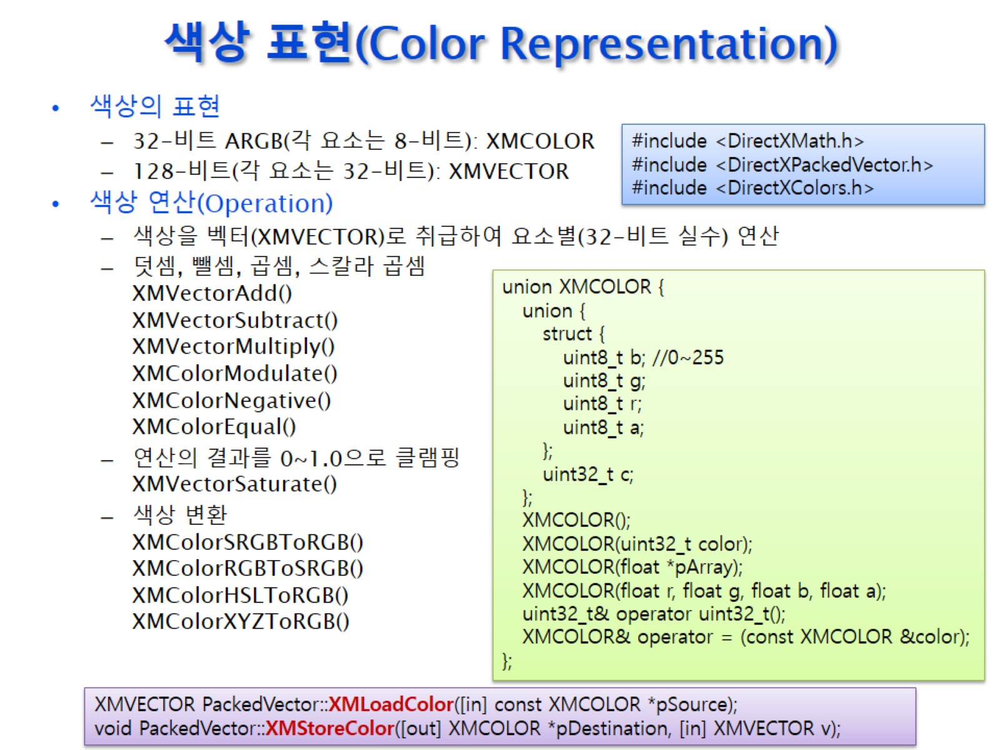 색상 표현(Color Representation)
• 색상의 표현
– 32-비트 ARGB(각 요소는 8-비트): XMCOLOR
– 128-비트(각 요소는 32-비트): XMVECTOR
#include <DirectXMath.h>
#include <DirectXPackedVector.h>
#include <DirectXColors.h>
• 색상 연산(Operation)
– 색상을 벡터(XMVECTOR)로 취급하여 요소별(32-비트 실수) 연산
– 덧셈, 뺄셈, 곱셈, 스칼라 곱셈
XMVectorAdd()
XMVectorSubtract()
XMVectorMultiply()
XMColorModulate()
XMColorNegative()
XMColorEqual()
– 연산의 결과를 0~1.0으로 클램핑
XMVectorSaturate()
– 색상 변환
XMColorSRGBToRGB()
XMColorRGBToSRGB()
XMColorHSLToRGB()
XMColorXYZToRGB()
union XMCOLOR {
union {
struct {
uint8_t b; //0~255
uint8_t g;
uint8_t r;
uint8_t a;
};
uint32_t c;
};
XMCOLOR();
XMCOLOR(uint32_t color);
XMCOLOR(float *pArray);
XMCOLOR(float r, float g, float b, float a);
uint32_t& operator uint32_t();
XMCOLOR& operator = (const XMCOLOR &color);
};
XMVECTOR PackedVector::XMLoadColor([in] const XMCOLOR *pSource);
void PackedVector::XMStoreColor([out] XMCOLOR *pDestination, [in] XMVECTOR v);